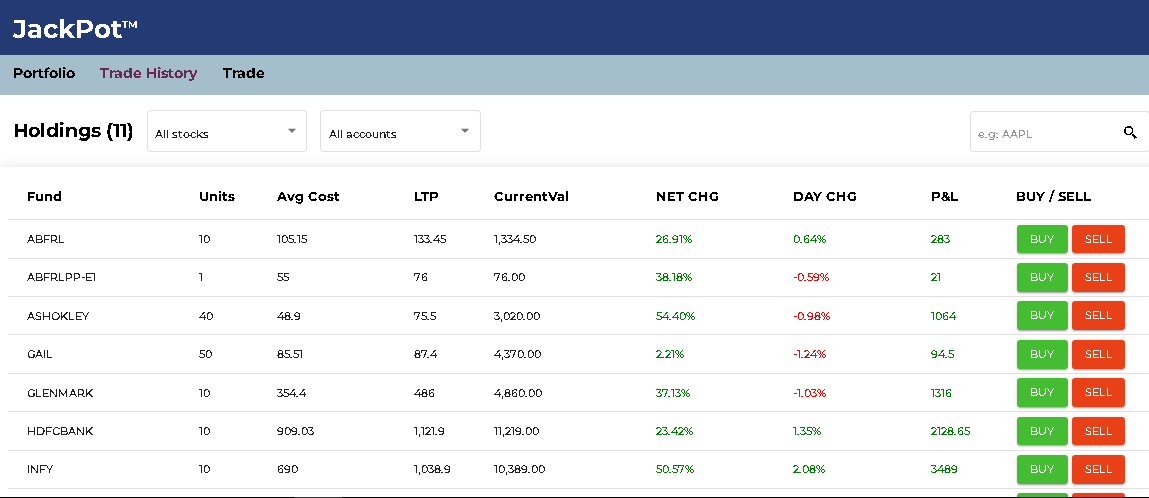 JackPot™
Portfolio Trade History Trade
Holdings (11) All stocks All accounts e.g: AAPL
Fund Units Avg Cost LTP CurrentVal NET CHG DAY CHG P&L BUY / SELL
ABFRL 10 105.15 133.45 1,334.50 26.91% 0.64% 283 BUY SELL
ABFRLPP-E1 1 55 76 76.00 38.18% -0.59% 21 BUY SELL
ASHOKLEY 40 48.9 75.5 3,020.00 54.40% -0.98% 1064 BUY SELL
GAIL 50 85.51 87.4 4,370.00 2.21% -1.24% 94.5 BUY SELL
GLENMARK 10 354.4 486 4,860.00 37.13% -1.03% 1316 BUY SELL
HDFCBANK 10 909.03 1,121.9 11,219.00 23.42% 1.35% 2128.65 BUY SELL
INFY 10 690 1,038.9 10,389.00 50.57% 2.08% 3489 BUY SELL